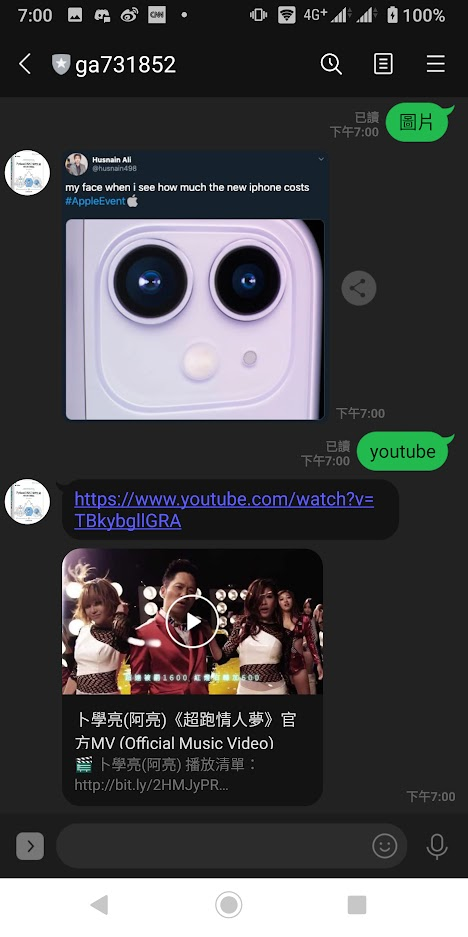 7:00
CNN
4G+
100%
ga731852
圖片
已讀
下午7:00
Husnain Ali
@husnain498
my face when i see how much the new iphone costs
#AppleEvent
下午7:00
youtube
已讀
下午7:00
https://www.youtube.com/watch?v=
TBkybgllGRA
卜學亮(阿亮)《超跑情人夢》官
方MV (Official Music Video)
🎬 卜學亮(阿亮) 播放清單：
http://bit.ly/2HMJyPR…
下午7:00